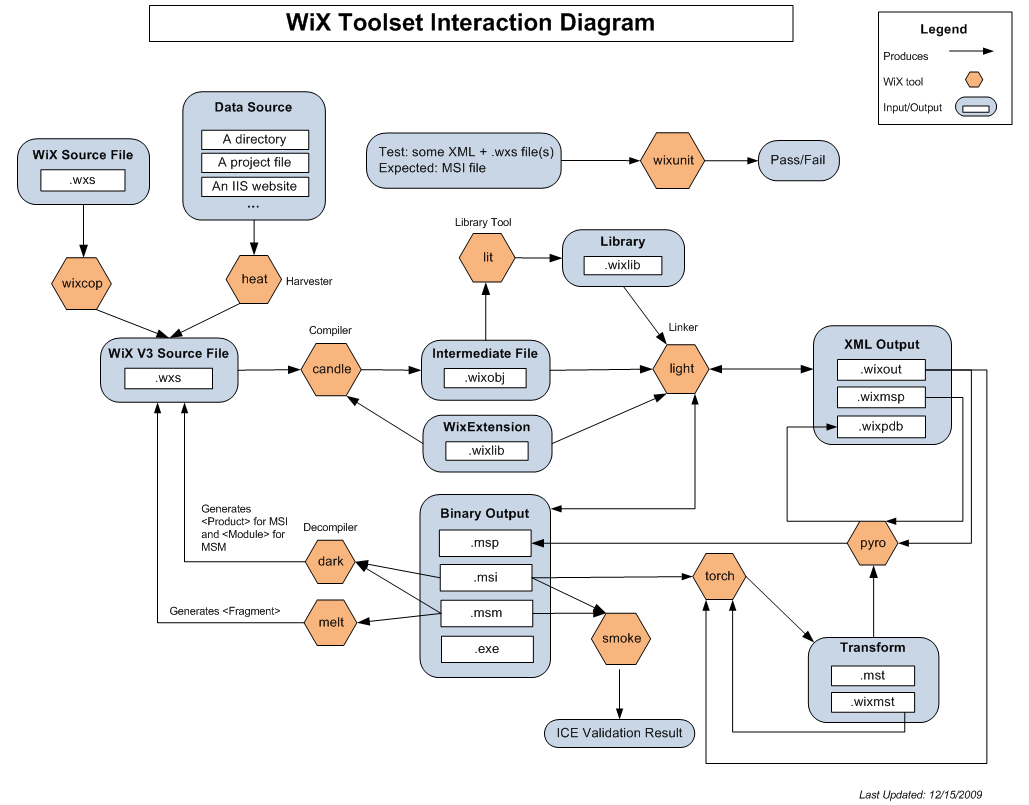 WiX Toolset Interaction Diagram
Legend
Produces
WiX tool
Input/Output
Data Source
A directory
A project file
An IIS website
...
WiX Source File
.wxs
Test: some XML + .wxs file(s)
Expected: MSI file
wixunit
Pass/Fail
Library Tool
lit
Library
.wixlib
wixcop
heat
Harvester
WiX V3 Source File
.wxs
Compiler
candle
Intermediate File
.wixobj
Linker
light
XML Output
.wixout
.wixmsp
.wixpdb
WixExtension
.wixlib
Generates
<Product> for MSI
and <Module> for
MSM
Decompiler
dark
Generates <Fragment>
melt
Binary Output
.msp
.msi
.msm
.exe
torch
pyro
smoke
Transform
.mst
.wixmst
ICE Validation Result
Last Updated: 12/15/2009